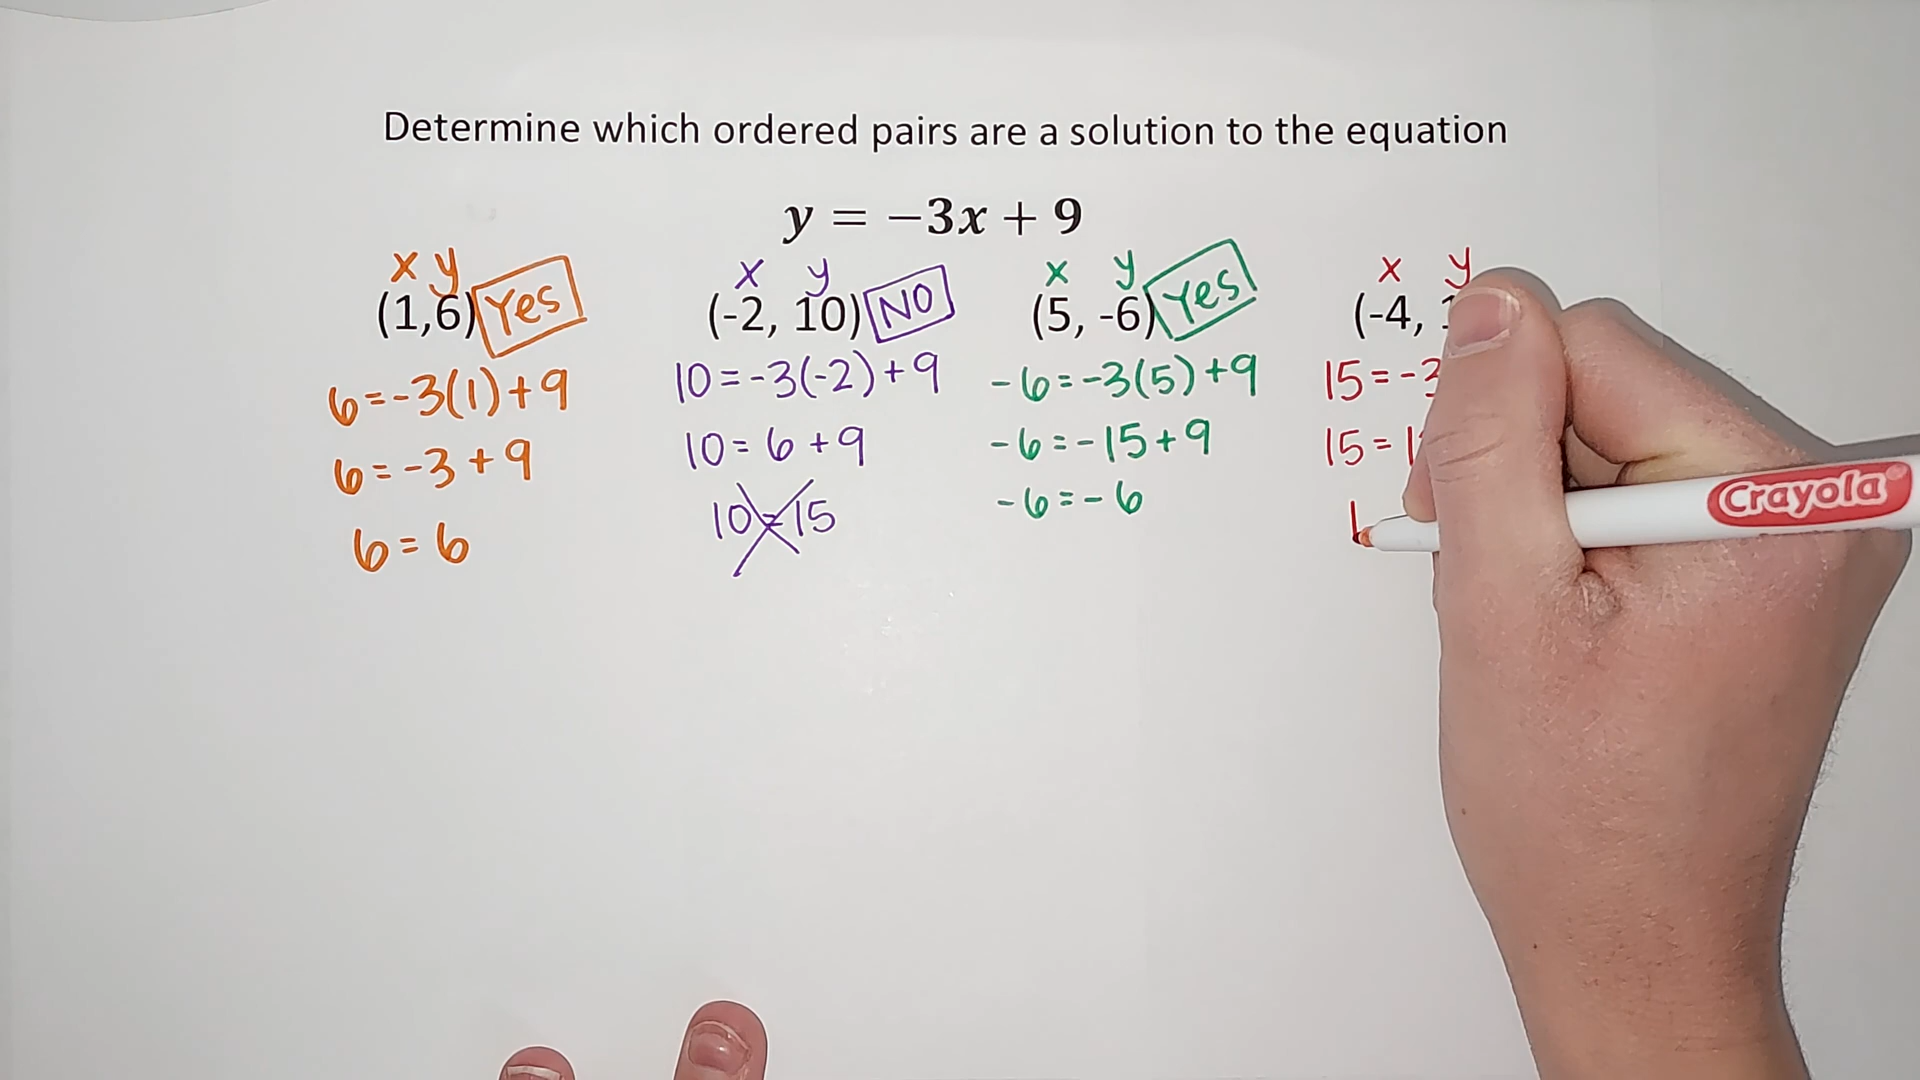 Determine which ordered pairs are a solution to the equation
y = −3x + 9
x y
(1,6) Yes
6=-3(1)+9
6=-3+9
6=6
x y
(-2, 10) NO
10=-3(-2)+9
10=6+9
10=15
x y
(5, -6) Yes
-6=-3(5)+9
-6=-15+9
-6=-6
x y
(-4,
15=-3
15=
Crayola